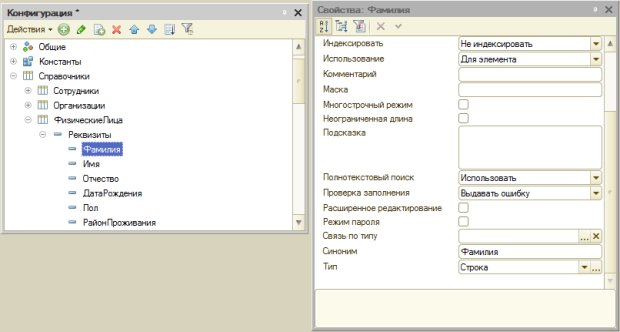 Конфигурация *
Действия
Общие
Константы
Справочники
Сотрудники
Организации
ФизическиеЛица
Реквизиты
Фамилия
Имя
Отчество
ДатаРождения
Пол
РайонПроживания
Свойства: Фамилия
Индексировать Не индексировать
Использование Для элемента
Комментарий
Маска
Многострочный режим
Неограниченная длина
Подсказка
Полнотекстовый поиск Использовать
Проверка заполнения Выдавать ошибку
Расширенное редактирование
Режим пароля
Связь по типу ...
Синоним Фамилия
Тип Строка ...